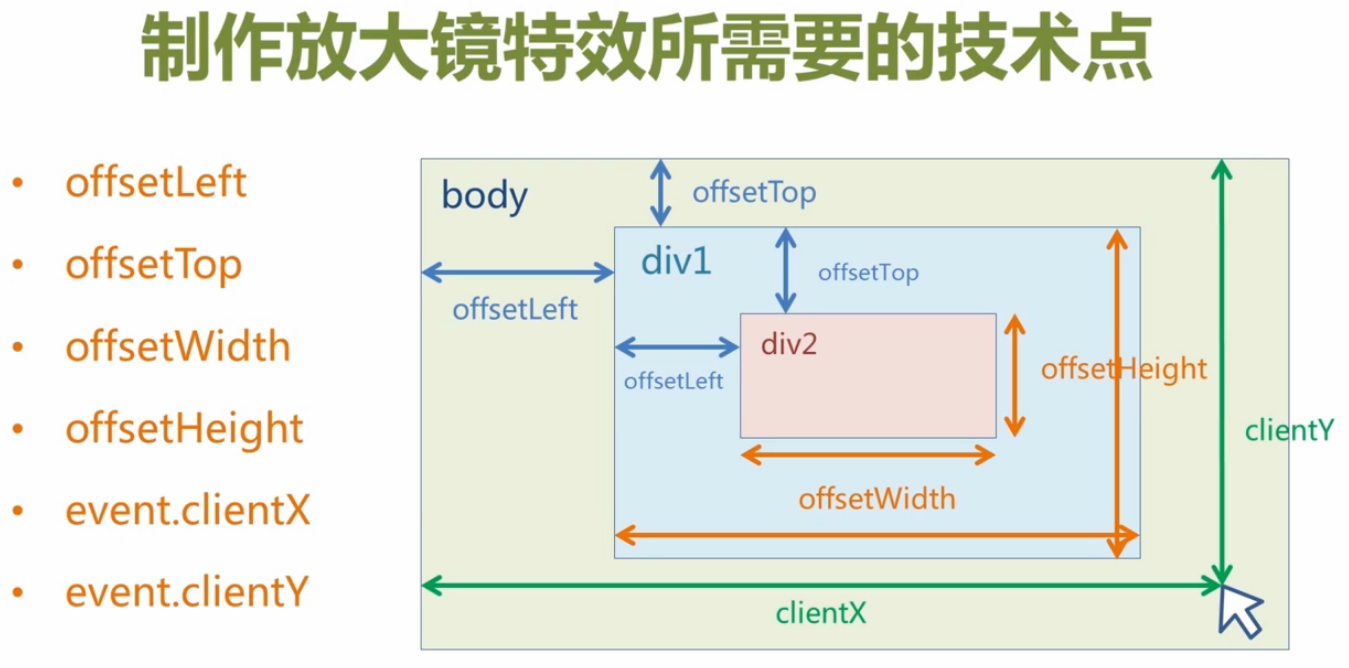 制作放大镜特效所需要的技术点
• offsetLeft
• offsetTop
• offsetWidth
• offsetHeight
• event.clientX
• event.clientY
body
offsetTop
div1
offsetTop
offsetLeft
div2
offsetLeft
offsetHeight
clientY
offsetWidth
clientX